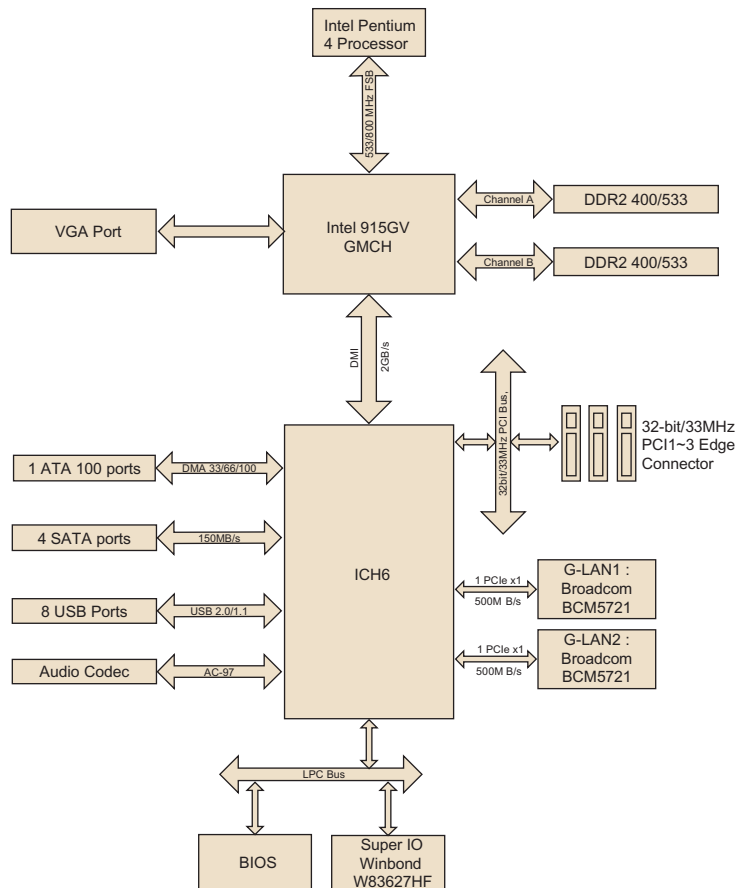 Intel Pentium
4 Processor
533/800 MHz FSB
VGA Port
Intel 915GV
GMCH
Channel A
DDR2 400/533
Channel B
DDR2 400/533
DMI
2GB/s
32bit/33MHz PCI Bus,
32-bit/33MHz
PCI1~3 Edge
Connector
1 ATA 100 ports
DMA 33/66/100
4 SATA ports
150MB/s
ICH6
8 USB Ports
USB 2.0/1.1
Audio Codec
AC-97
1 PCIe x1
500M B/s
G-LAN1 :
Broadcom
BCM5721
1 PCIe x1
500M B/s
G-LAN2 :
Broadcom
BCM5721
LPC Bus
BIOS
Super IO
Winbond
W83627HF